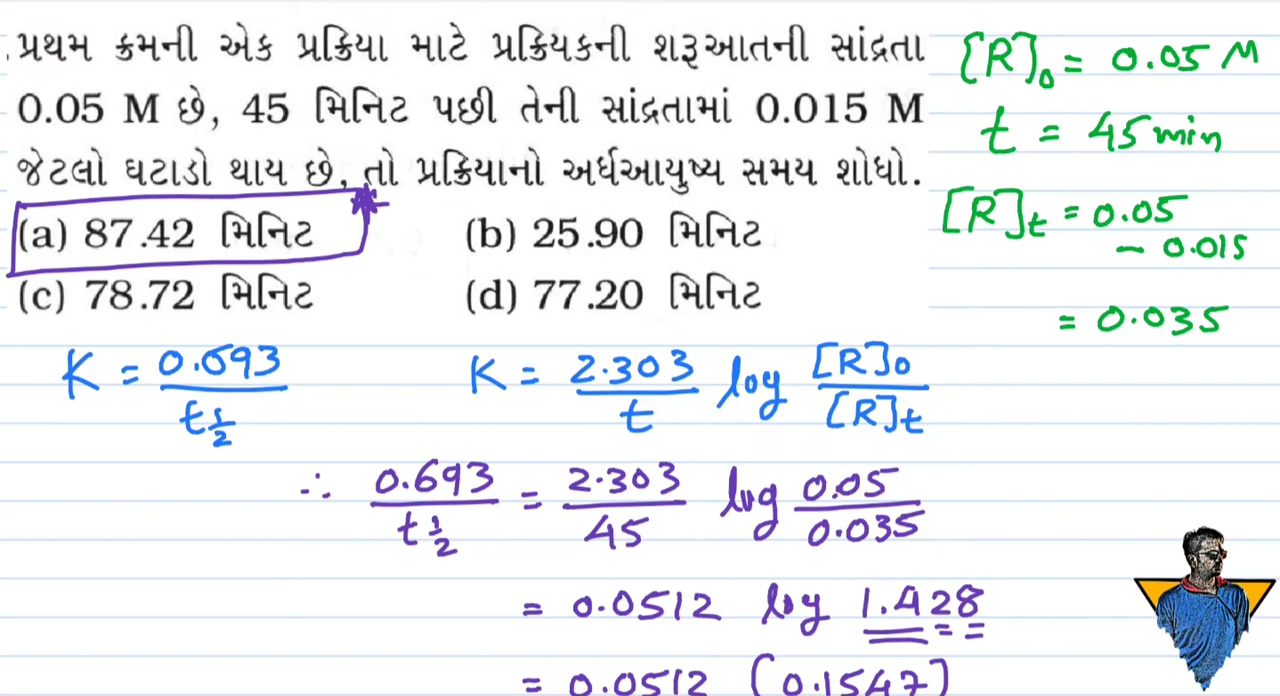 પ્રથમ ક્રમની એક પ્રક્રિયા માટે પ્રક્રિયકની શરૂઆતની સાંદ્રતા
0.05 M છે, 45 મિનિટ પછી તેની સાંદ્રતામાં 0.015 M
જેટલો ઘટાડો થાય છે, તો પ્રક્રિયાનો અર્ધઆયુષ્ય સમય શોધો.
(a) 87.42 મિનિટ (b) 25.90 મિનિટ
(c) 78.72 મિનિટ (d) 77.20 મિનિટ
[R]₀ = 0.05 M
t = 45 min
[R]t = 0.05
– 0.015
= 0.035
K = 0.693 / t½ K = 2.303 / t log [R]₀ / [R]t
∴ 0.693 / t½ = 2.303 / 45 log 0.05 / 0.035
= 0.0512 log 1.428
= 0.0512 (0.1547)